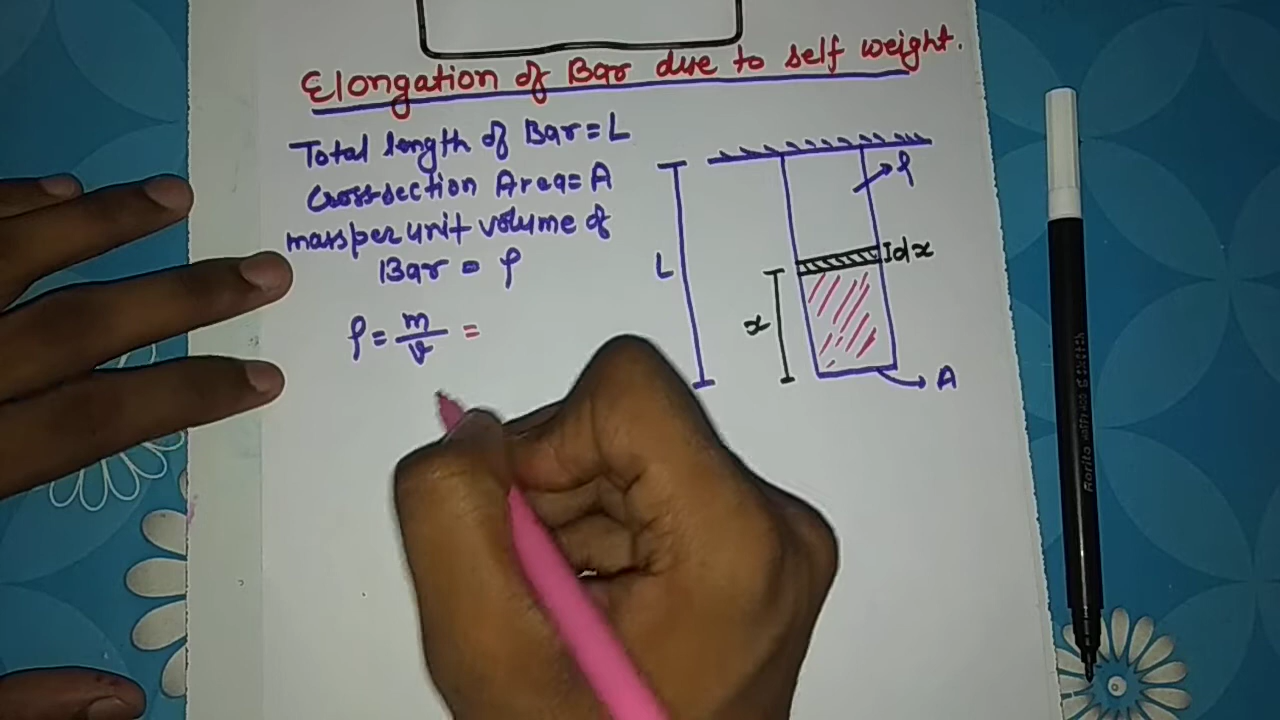 Elongation of Bar due to self weight.
Total length of Bar = L
Cross-section Area = A
mass per unit volume of
Bar = ρ
ρ = m/v =
ρ
dx
L
x
A